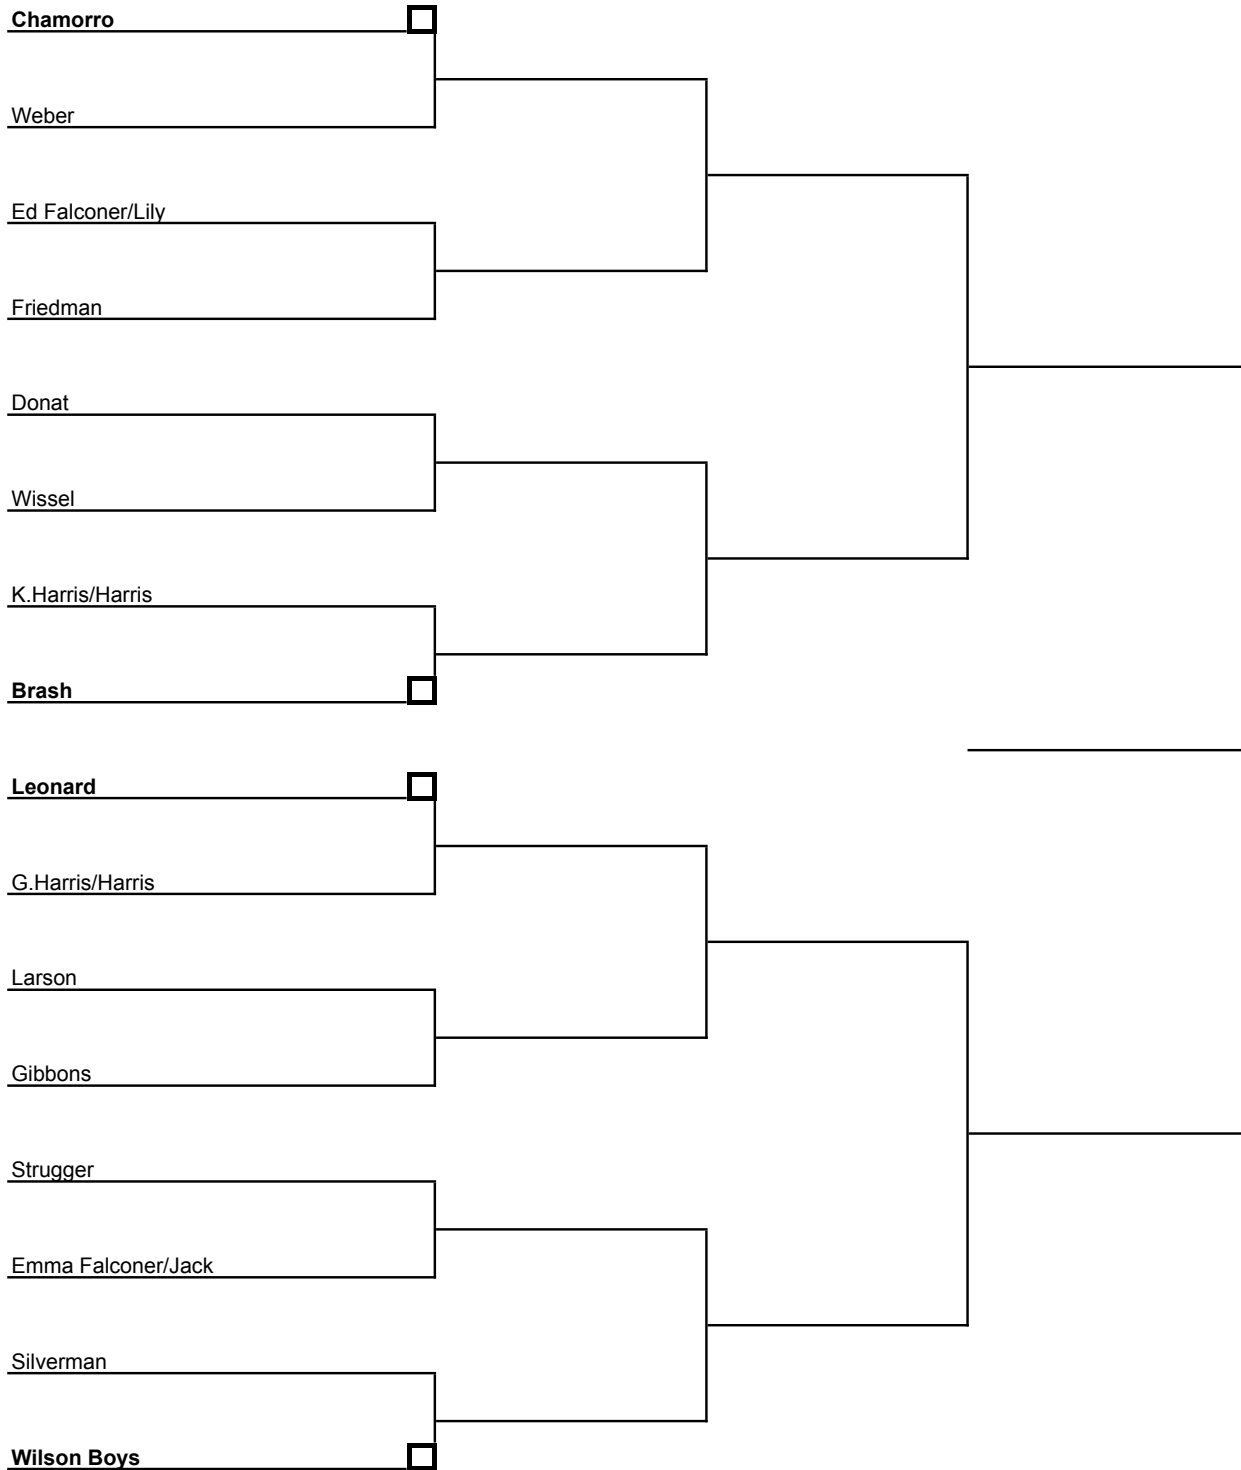 Chamorro
Weber
Ed Falconer/Lily
Friedman
Donat
Wissel
K.Harris/Harris
Brash
Leonard
G.Harris/Harris
Larson
Gibbons
Strugger
Emma Falconer/Jack
Silverman
Wilson Boys